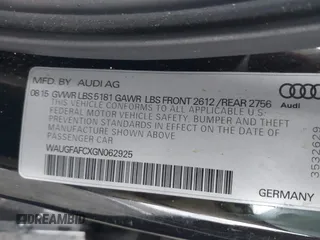 MFD. BY AUDI AG
08.15 GVWR LBS 5181 GAWR LBS FRONT 2612/REAR 2756
THIS VEHICLE CONFORMS TO ALL APPLICABLE U.S.
FEDERAL MOTOR VEHICLE SAFETY, BUMPER AND THEFT
PREVENTION STANDARDS IN EFFECT ON THE DATE OF
MANUFACTURE SHOWN ABOVE
PASSENGER CAR
WAUGFAFCXGN062925
GERMANY
Audi
3532629
DREAMBID